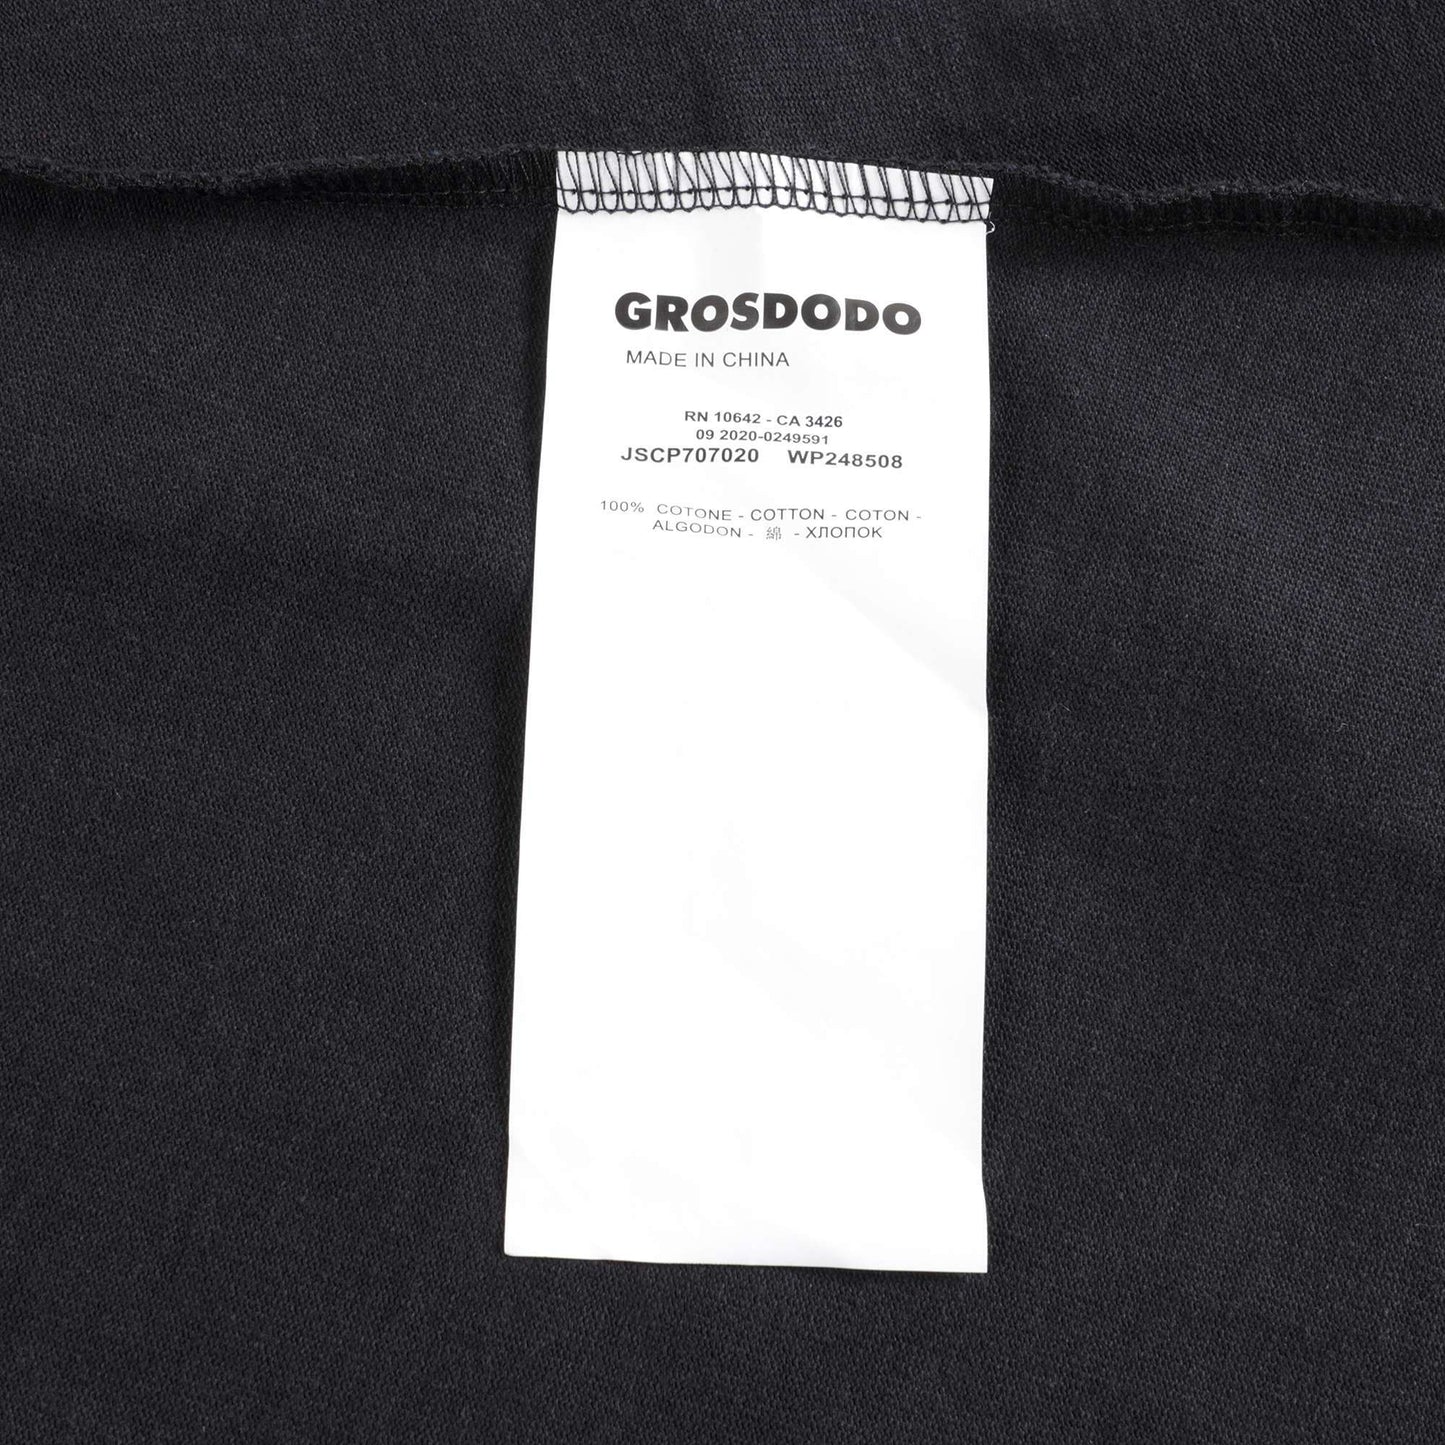 GROSDODO
MADE IN CHINA
RN 10642 - CA 3426
09 2020-0249591
JSCP707020 WP248508
100% COTONE - COTTON - COTON -
ALGODON - 綿 - ХЛОПОК